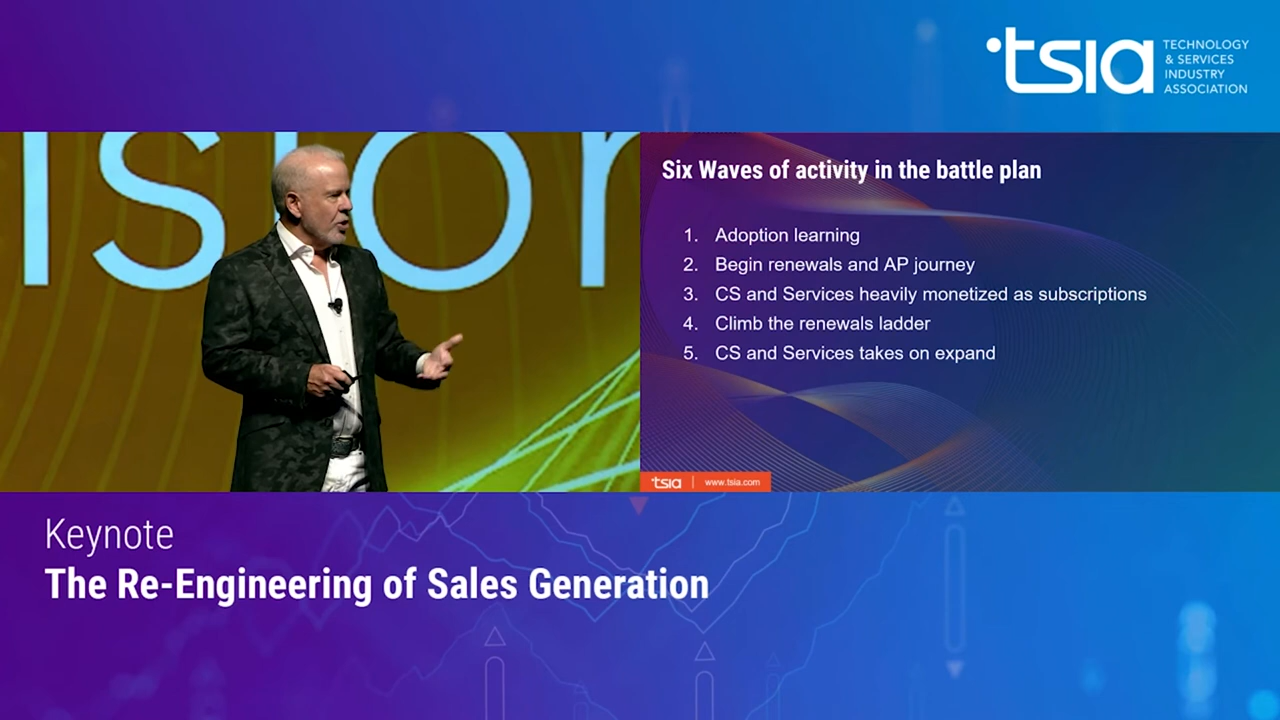 tsia
TECHNOLOGY
& SERVICES
INDUSTRY
ASSOCIATION
ision
Six Waves of activity in the battle plan
1. Adoption learning
2. Begin renewals and AP journey
3. CS and Services heavily monetized as subscriptions
4. Climb the renewals ladder
5. CS and Services takes on expand
tsia | www.tsia.com
Keynote
The Re-Engineering of Sales Generation